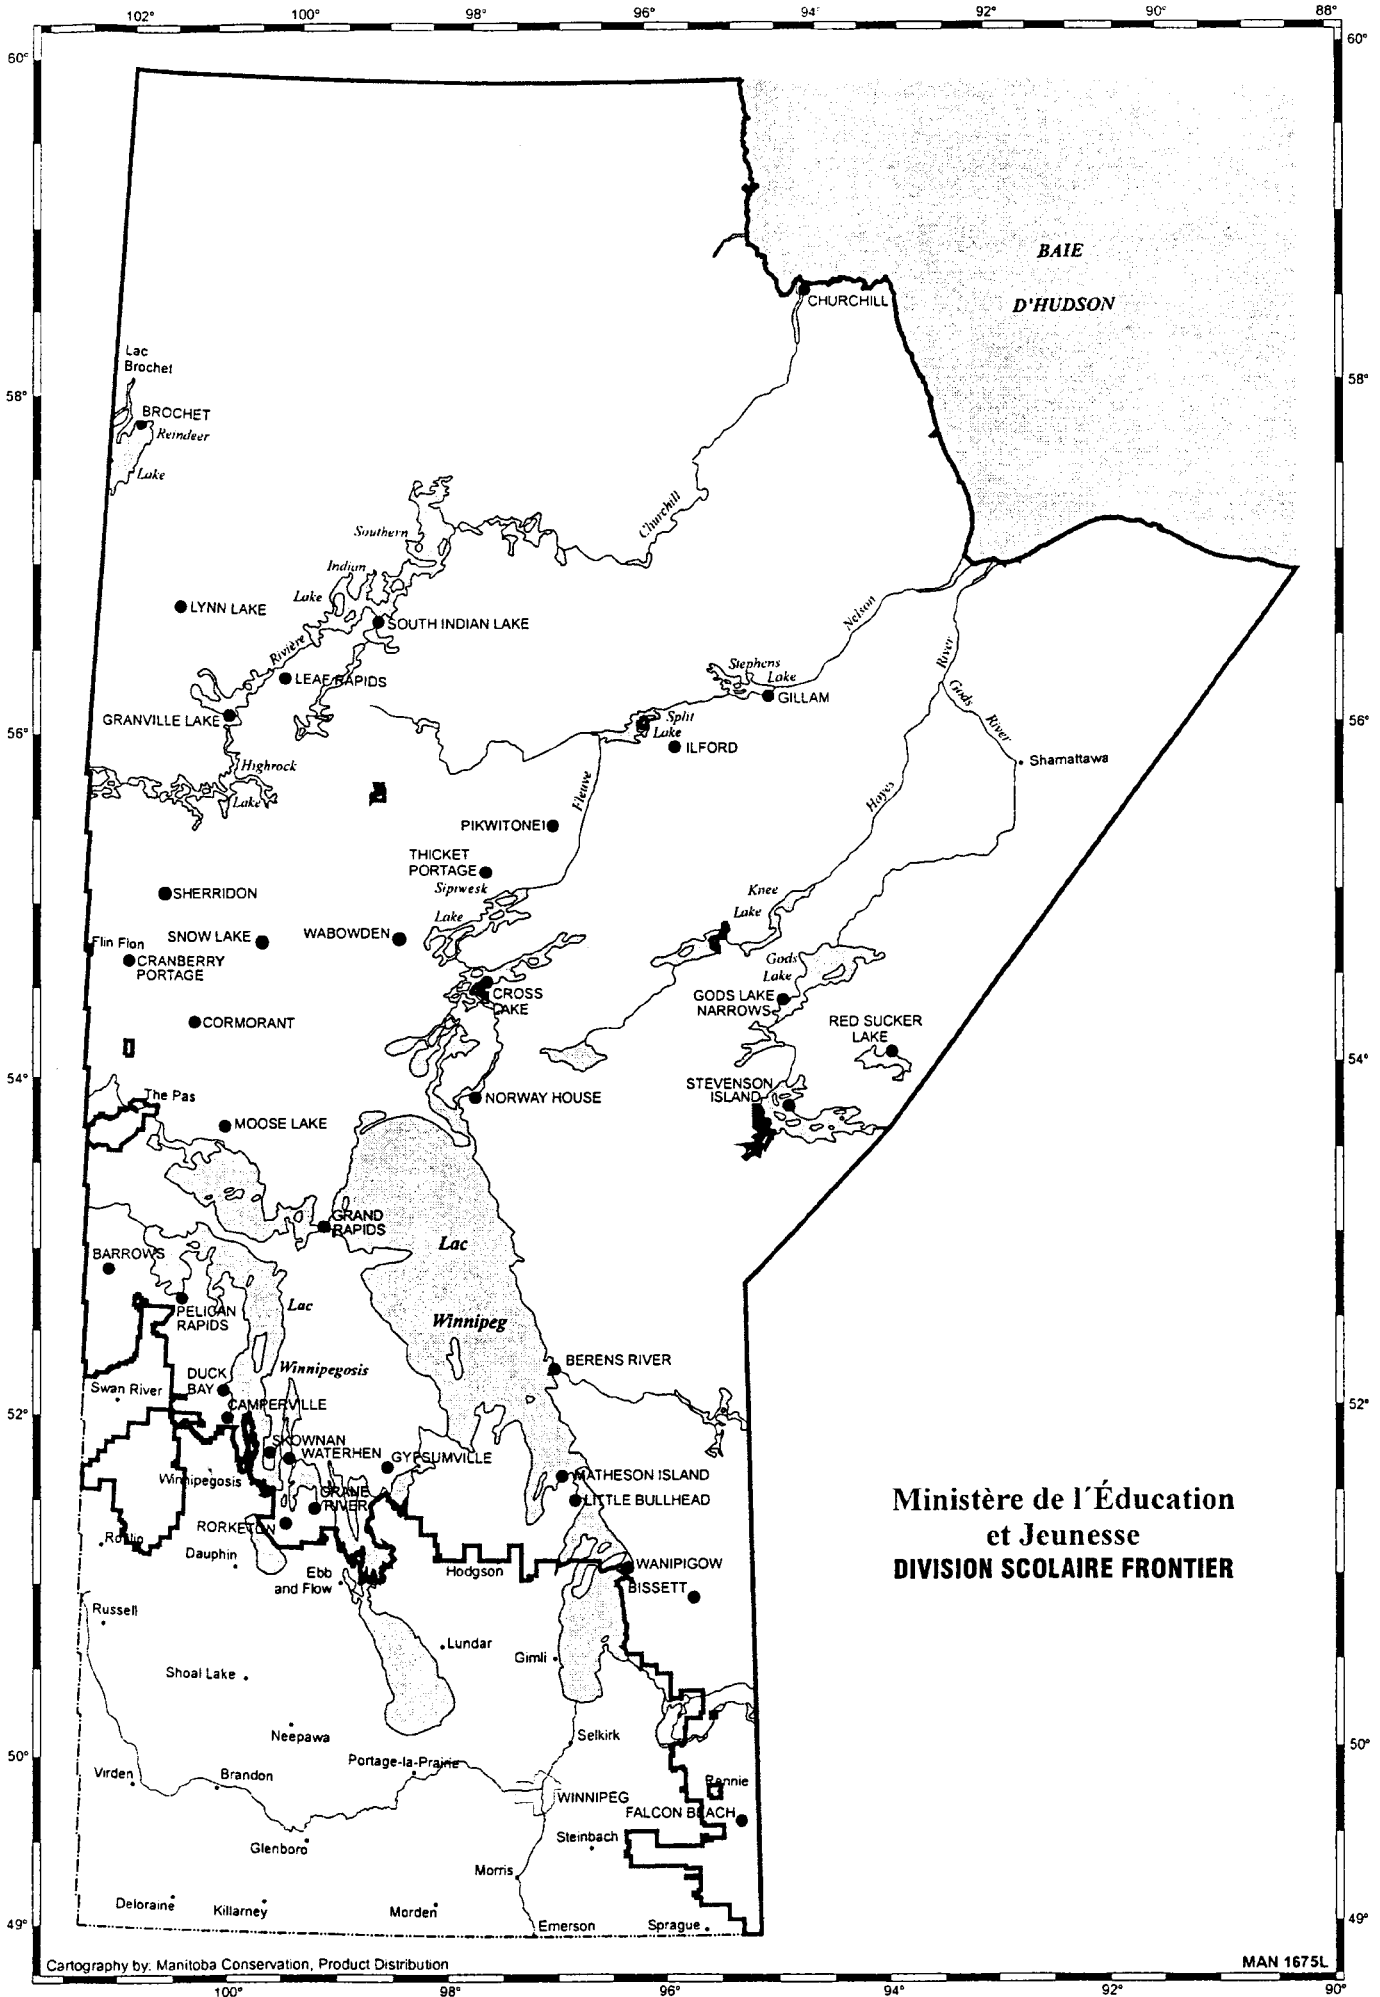 102° 100° 98° 96° 94° 92° 90° 88°
60° 60°
BAIE
D'HUDSON
CHURCHILL
Lac
Brochet
58° 58°
BROCHET
Reindeer
Lake
Churchill
Southern
Indian
Lake
LYNN LAKE
SOUTH INDIAN LAKE
Nelson
Rivière
River
LEAF RAPIDS
Stephens
Lake
GILLAM
Gods
River
GRANVILLE LAKE
56° 56°
Split
Lake
ILFORD
Shamattawa
Highrock
Lake
Fleuve
Hayes
PIKWITONEI
THICKET
PORTAGE
Sipiwesk
Lake
SHERRIDON
Knee
Lake
SNOW LAKE
WABOWDEN
Flin Flon
CRANBERRY
PORTAGE
Gods
Lake
CROSS
LAKE
GODS LAKE
NARROWS
CORMORANT
RED SUCKER
LAKE
54° 54°
The Pas
NORWAY HOUSE
STEVENSON
ISLAND
MOOSE LAKE
GRAND
RAPIDS
Lac
Winnipeg
BARROWS
Lac
Winnipegosis
PELICAN
RAPIDS
BERENS RIVER
DUCK
BAY
Swan River
CAMPERVILLE
52° 52°
SKOWNAN
WATERHEN
GYPSUMVILLE
Winnipegosis
MATHESON ISLAND
CRANE
RIVER
LITTLE BULLHEAD
Ministère de l'Éducation
et Jeunesse
DIVISION SCOLAIRE FRONTIER
RORKETON
Roblin
Dauphin
Ebb
and Flow
Hodgson
WANIPIGOW
BISSETT
Russell
Lundar
Gimli
Shoal Lake
Neepawa
Selkirk
50° 50°
Portage-la-Prairie
Virden
Brandon
Rennie
WINNIPEG
FALCON BEACH
Steinbach
Glenboro
Morris
Deloraine
Killarney
Morden
Emerson
Sprague
49° 49°
Cartography by: Manitoba Conservation, Product Distribution
MAN 1675L
100° 98° 96° 94° 92° 90°